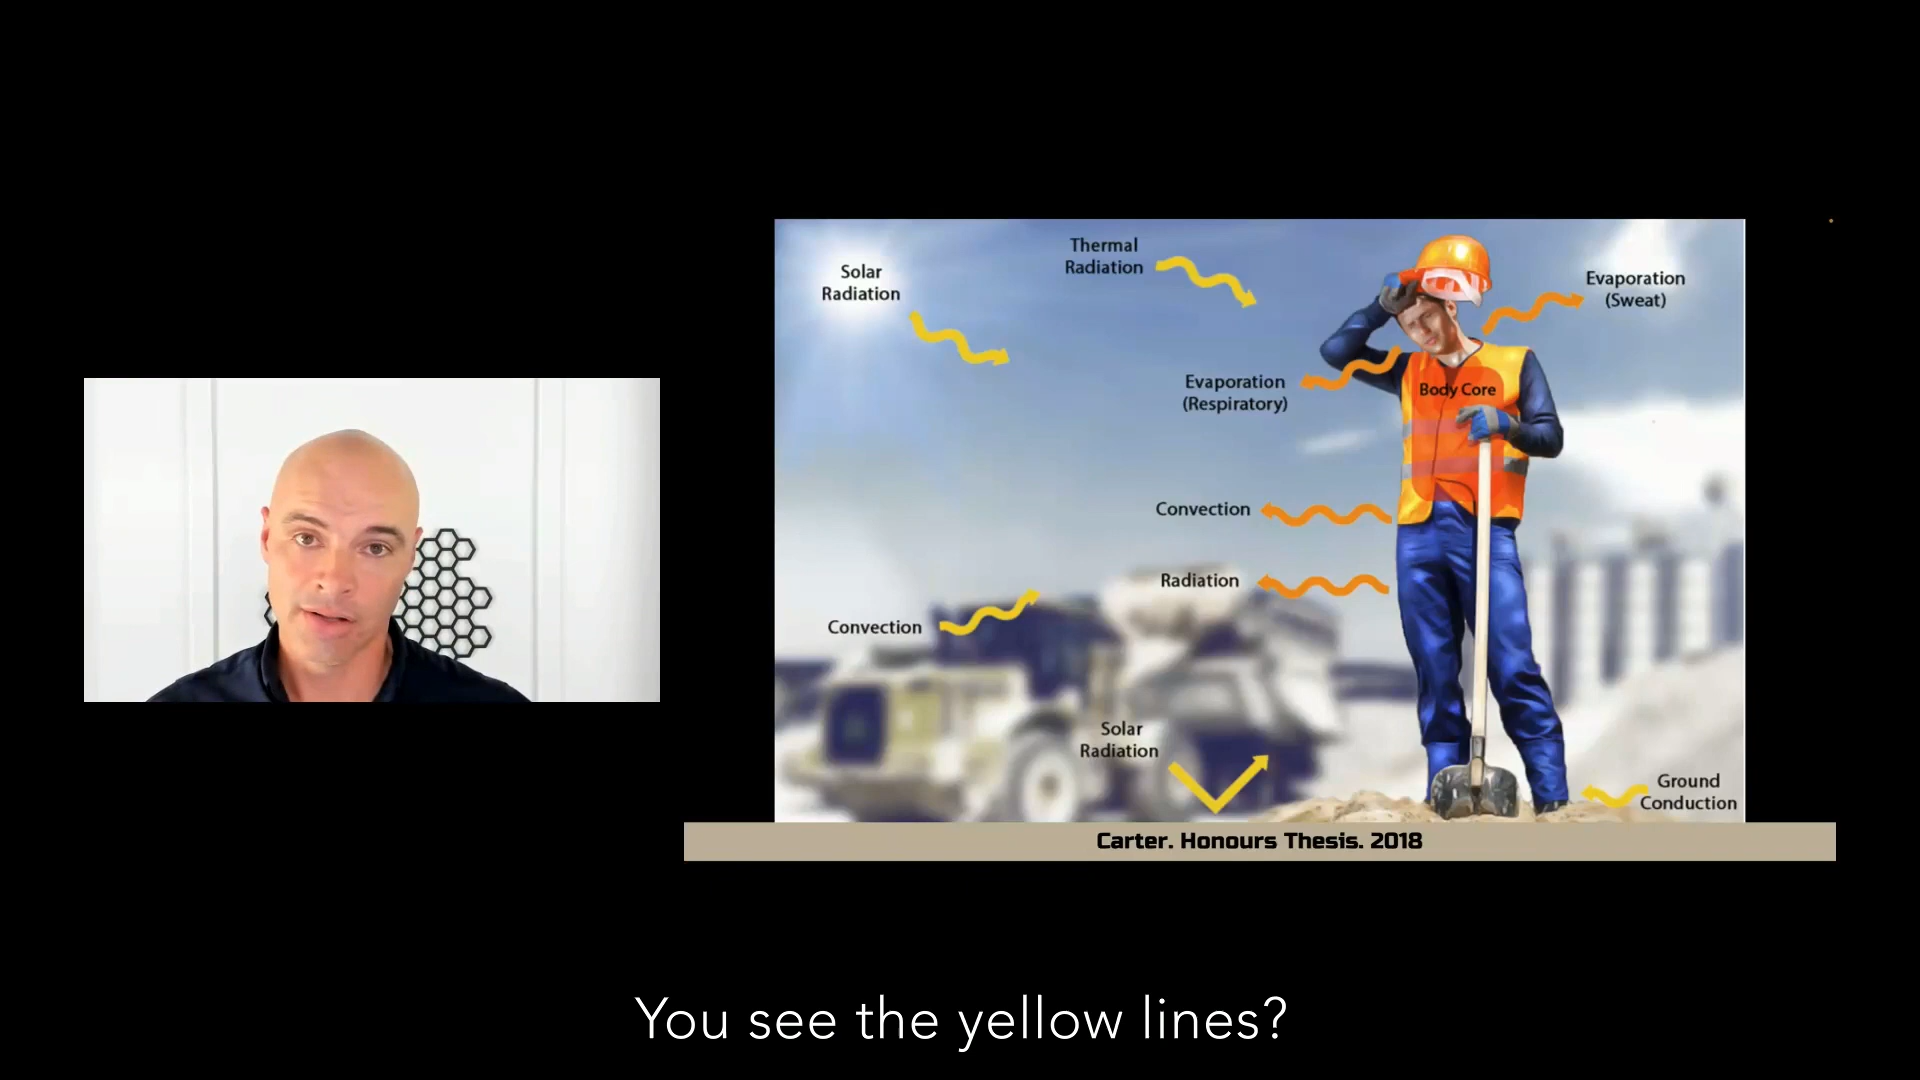 Thermal
Radiation
Solar
Radiation
Evaporation
(Sweat)
Evaporation
(Respiratory)
Body Core
Convection
Radiation
Convection
Solar
Radiation
Ground
Conduction
Carter. Honours Thesis. 2018
You see the yellow lines?